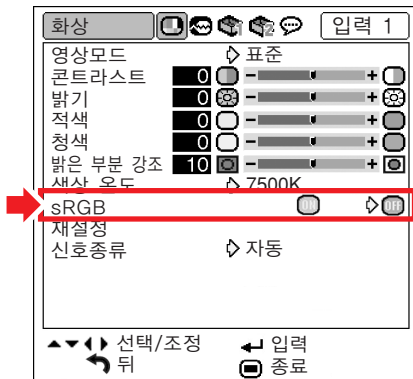 화상 입력 1
영상모드 표준
콘트라스트 0 - +
밝기 0 - +
적색 0 - +
청색 0 - +
밝은 부분 강조 10 - +
색상 온도 7500K
sRGB ON OFF
재설정
신호종류 자동
선택/조정 입력
뒤 종료